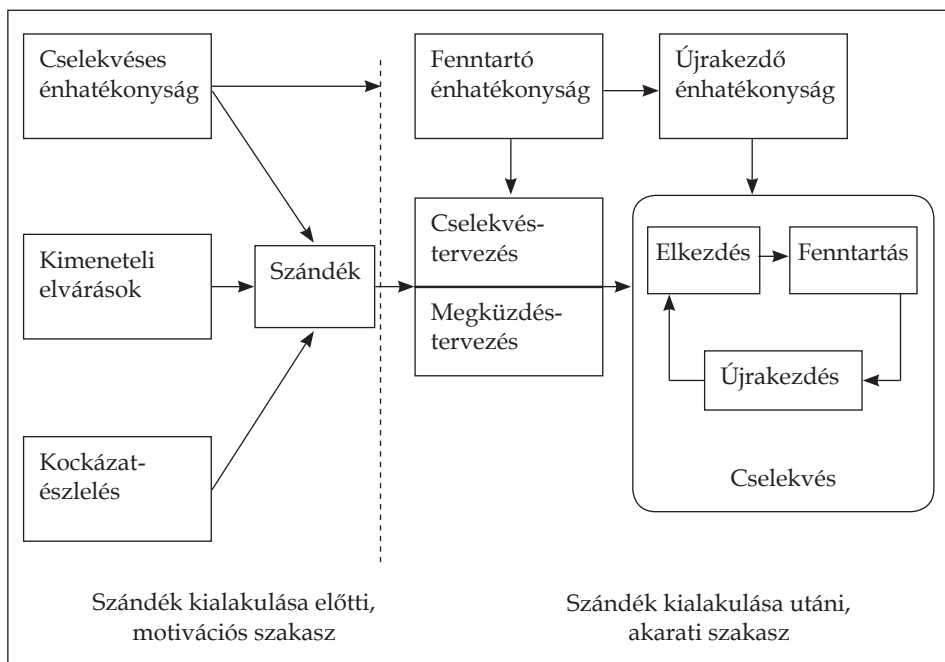 Cselekvéses
énhatékonyság
Fenntartó
énhatékonyság
Újrakezdő
énhatékonyság
Kimeneteli
elvárások
Szándék
Cselekvés-
tervezés
Megküzdés-
tervezés
Elkezdés
Fenntartás
Újrakezdés
Cselekvés
Kockázat-
észlelés
Szándék kialakulása előtti,
motivációs szakasz
Szándék kialakulása utáni,
akarati szakasz